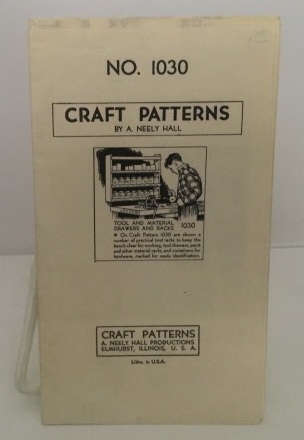 NO. 1030
CRAFT PATTERNS
BY A. NEELY HALL
TOOL AND MATERIAL
DRAWERS AND RACKS 1030
★ On Craft Pattern 1030 are shown a
number of practical tool racks to keep the
bench clear for working, tool drawers, paint
and other material racks, and containers for
hardware, marked for ready identification.
CRAFT PATTERNS
A. NEELY HALL PRODUCTIONS
ELMHURST, ILLINOIS, U. S. A.
Litho. in U.S.A.